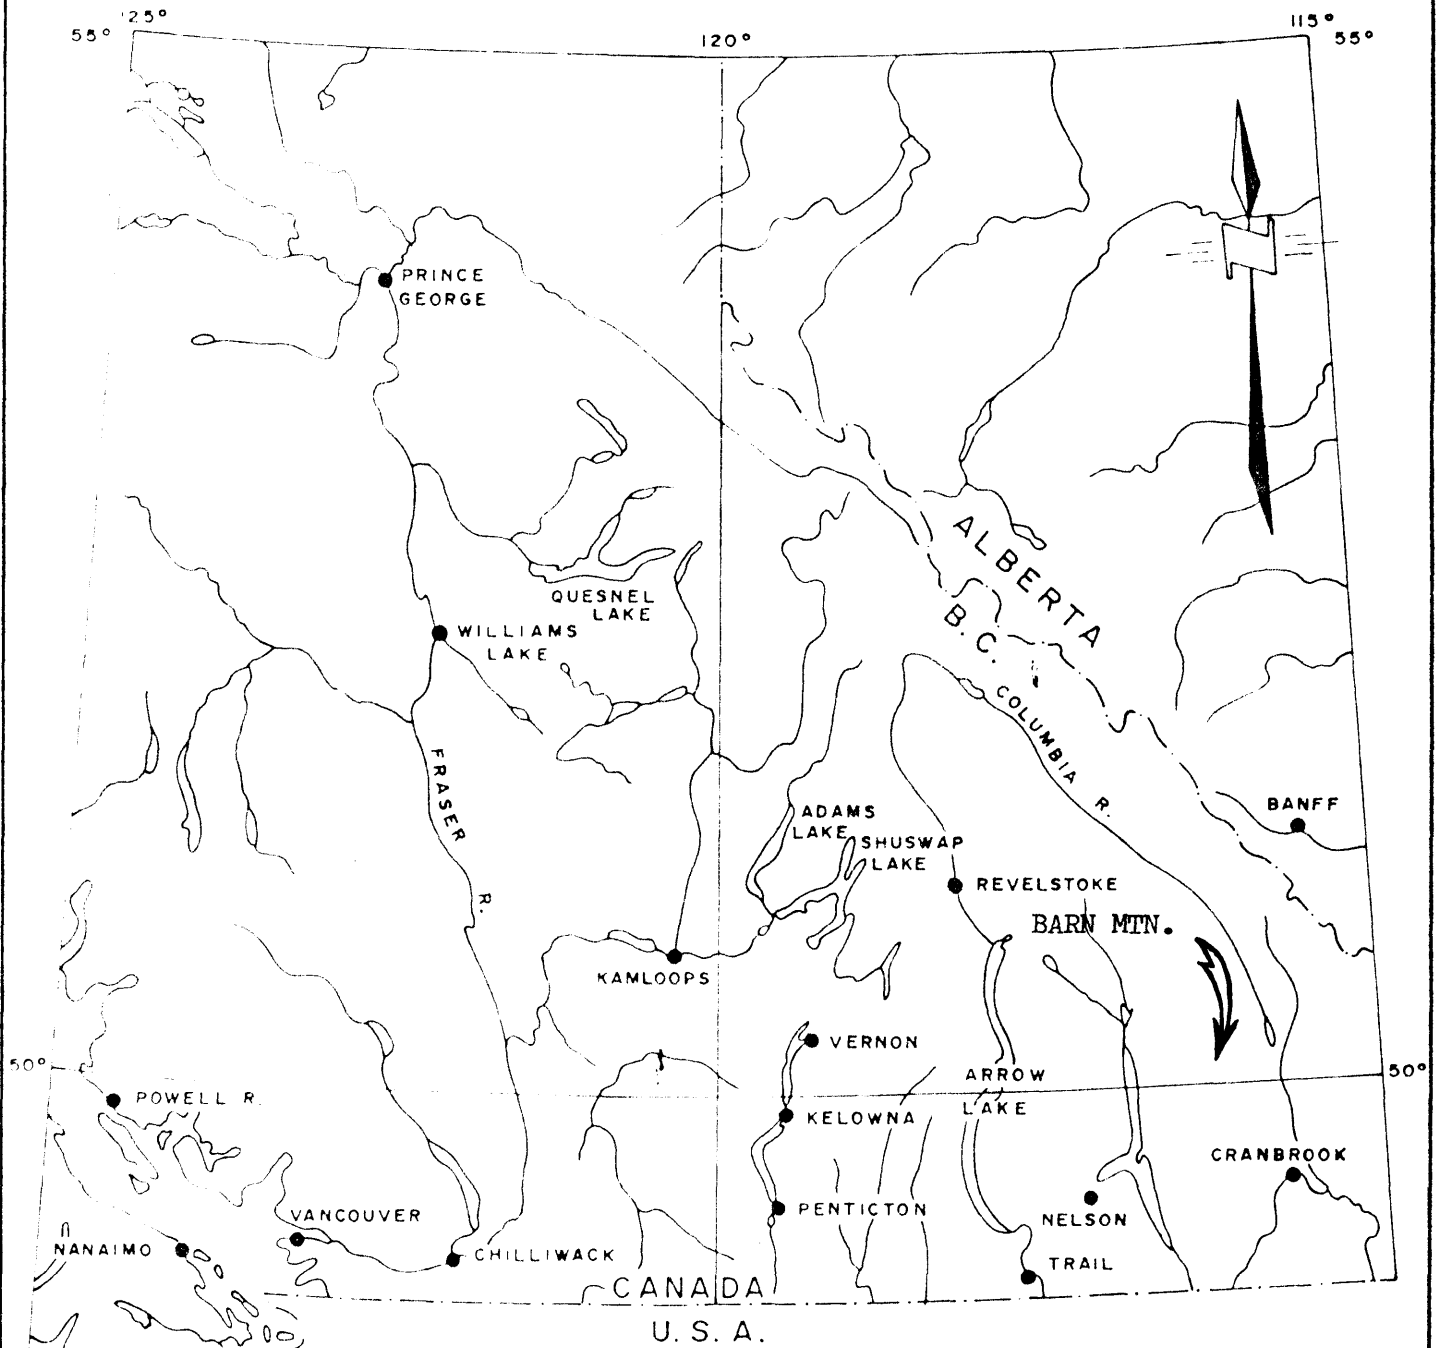 125°
55°
120°
115°
55°
PRINCE
GEORGE
ALBERTA
B.C.
QUESNEL
LAKE
WILLIAMS
LAKE
COLUMBIA R.
FRASER R.
BANFF
ADAMS
LAKE
SHUSWAP
LAKE
REVELSTOKE
BARN MTN.
KAMLOOPS
VERNON
50°
50°
ARROW
LAKE
POWELL R.
KELOWNA
CRANBROOK
PENTICTON
NELSON
VANCOUVER
NANAIMO
CHILLIWACK
TRAIL
CANADA
U.S.A.